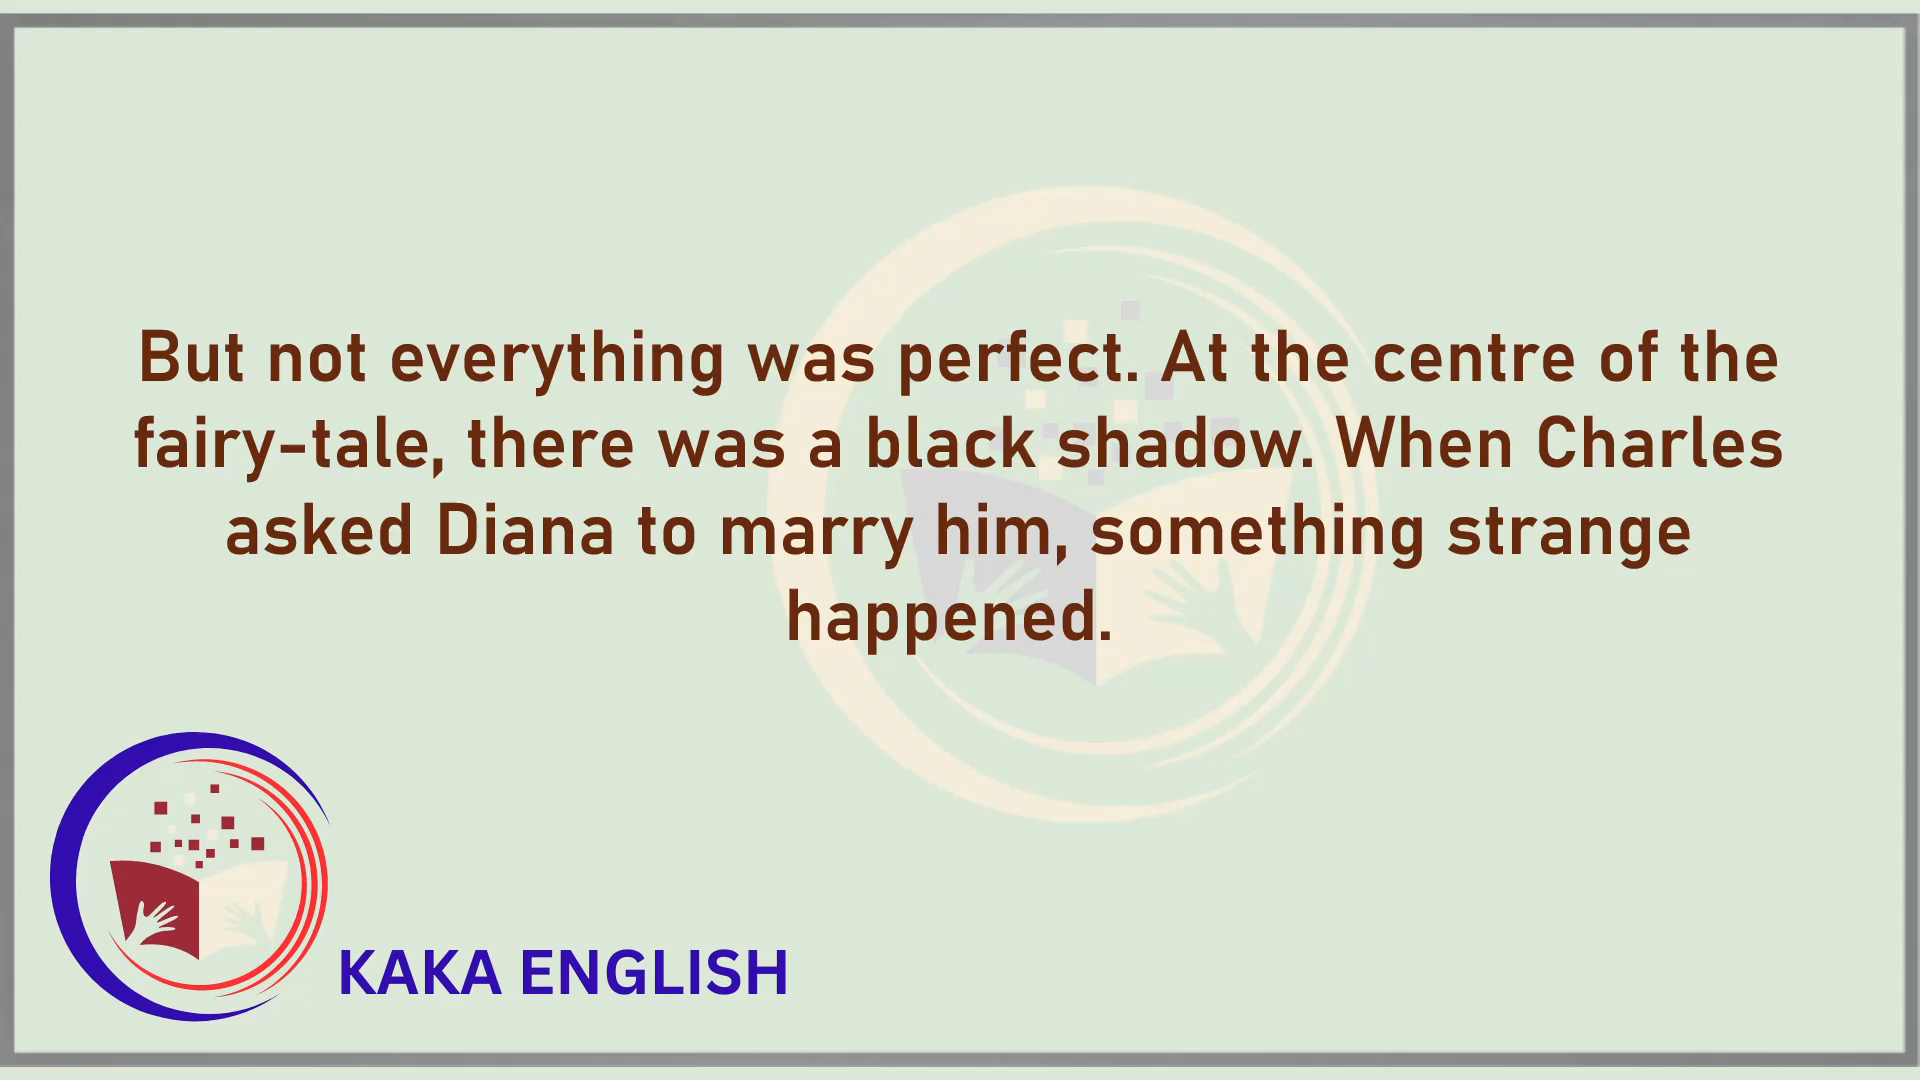 But not everything was perfect. At the centre of the
fairy-tale, there was a black shadow. When Charles
asked Diana to marry him, something strange
happened.
KAKA ENGLISH